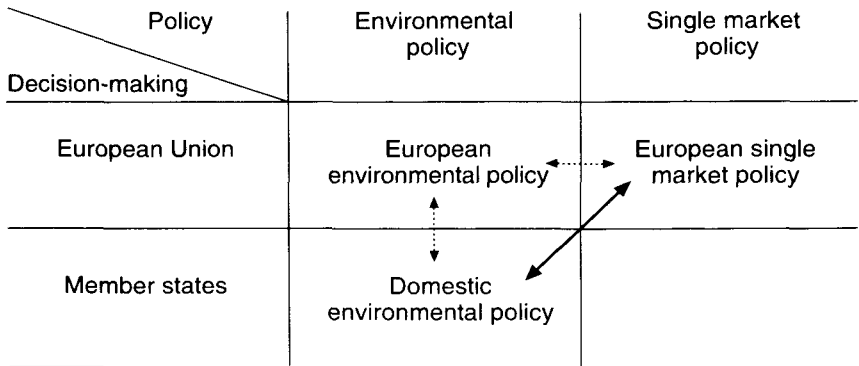 Policy
Environmental
policy
Single market
policy
Decision-making
European Union
European
environmental policy
European single
market policy
Member states
Domestic
environmental policy